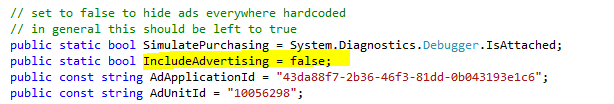 // set to false to hide ads everywhere hardcoded
// in general this should be left to true
public static bool SimulatePurchasing = System.Diagnostics.Debugger.IsAttached;
public static bool IncludeAdvertising = false;
public const string AdApplicationId = "43da88f7-2b36-46f3-81dd-0b043193e1c6";
public const string AdUnitId = "10056298";